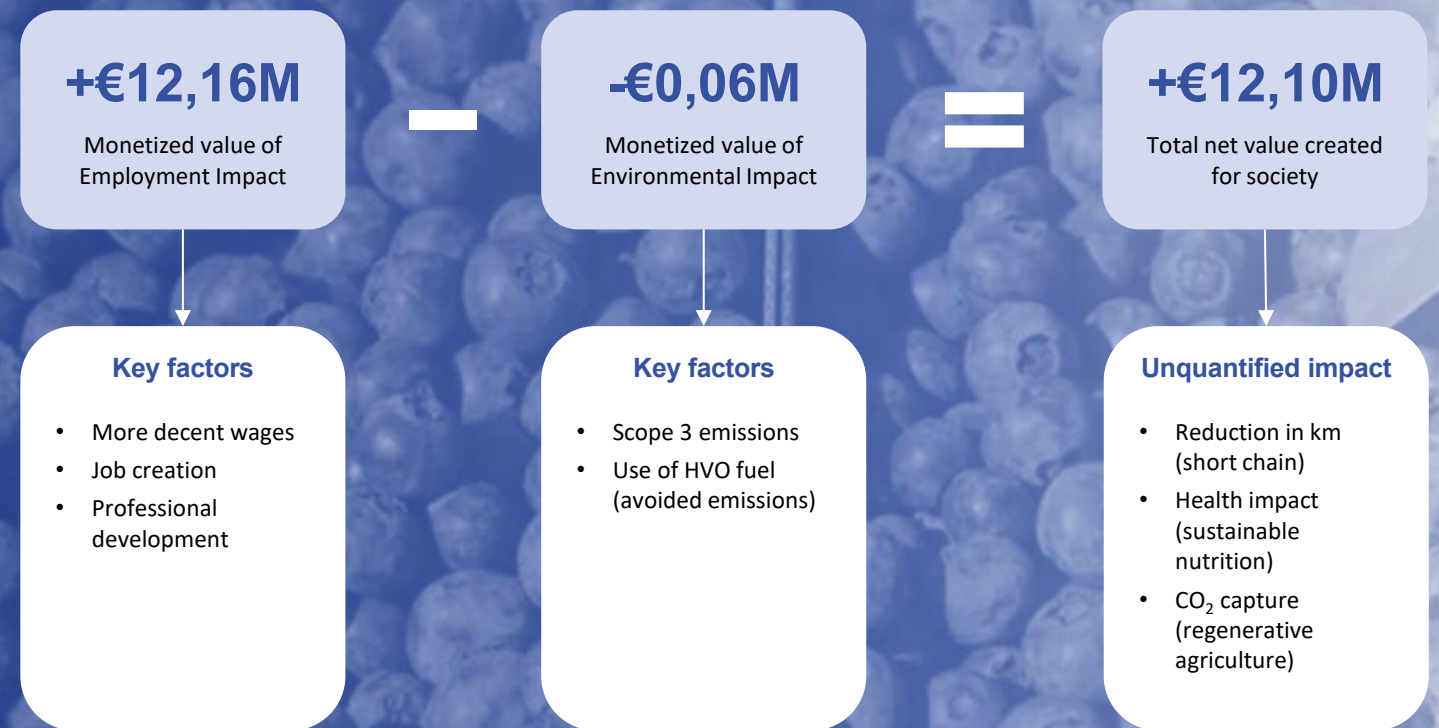 +€12,16M
Monetized value of
Employment Impact
-
-€0,06M
Monetized value of
Environmental Impact
=
+€12,10M
Total net value created
for society
Key factors
• More decent wages
• Job creation
• Professional
development
Key factors
• Scope 3 emissions
• Use of HVO fuel
(avoided emissions)
Unquantified impact
• Reduction in km
(short chain)
• Health impact
(sustainable
nutrition)
• CO₂ capture
(regenerative
agriculture)